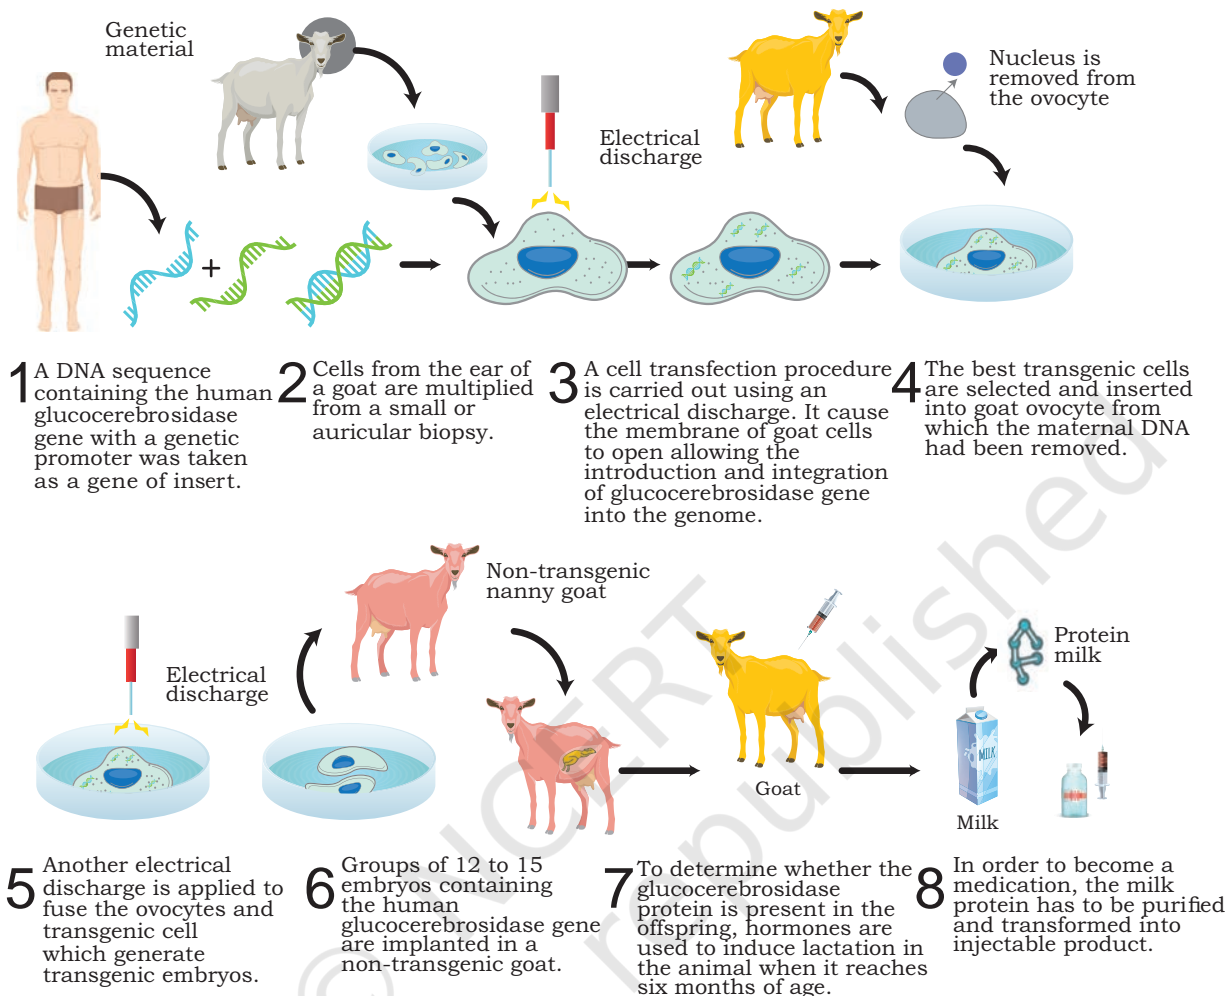 Genetic
material
Nucleus is
removed from
the ovocyte
Electrical
discharge
+
1 A DNA sequence
containing the human
glucocerebrosidase
gene with a genetic
promoter was taken
as a gene of insert.
2 Cells from the ear of
a goat are multiplied
from a small or
auricular biopsy.
3 A cell transfection procedure
is carried out using an
electrical discharge. It cause
the membrane of goat cells
to open allowing the
introduction and integration
of glucocerebrosidase gene
into the genome.
4 The best transgenic cells
are selected and inserted
into goat ovocyte from
which the maternal DNA
had been removed.
Non-transgenic
nanny goat
Electrical
discharge
Goat
Protein
milk
MILK
Milk
5 Another electrical
discharge is applied to
fuse the ovocytes and
transgenic cell
which generate
transgenic embryos.
6 Groups of 12 to 15
embryos containing
the human
glucocerebrosidase gene
are implanted in a
non-transgenic goat.
7 To determine whether the
glucocerebrosidase
protein is present in the
offspring, hormones are
used to induce lactation in
the animal when it reaches
six months of age.
8 In order to become a
medication, the milk
protein has to be purified
and transformed into
injectable product.
© NCERT
republished